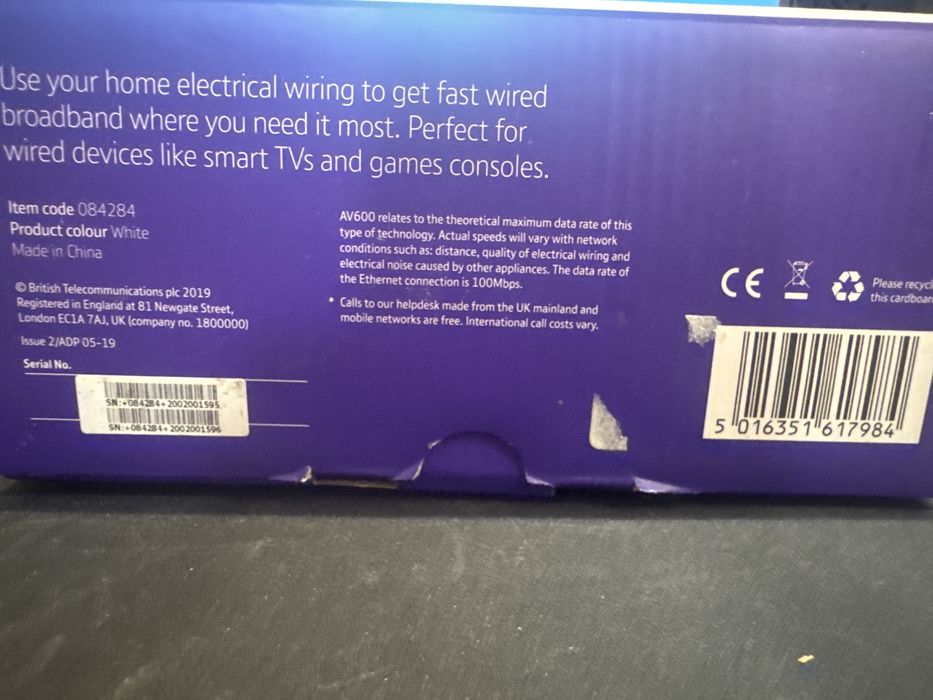 Use your home electrical wiring to get fast wired
broadband where you need it most. Perfect for
wired devices like smart TVs and games consoles.
Item code 084284
Product colour White
Made in China
© British Telecommunications plc 2019
Registered in England at 81 Newgate Street,
London EC1A 7AJ, UK (company no. 1800000)
Issue 2/ADP 05-19
Serial No.
SN:+084284+2002001595
SN:+084284+2002001596
AV600 relates to the theoretical maximum data rate of this
type of technology. Actual speeds will vary with network
conditions such as: distance, quality of electrical wiring and
electrical noise caused by other appliances. The data rate of
the Ethernet connection is 100Mbps.
* Calls to our helpdesk made from the UK mainland and
mobile networks are free. International call costs vary.
CE
Please recycl
this cardboar
5 016351 617984